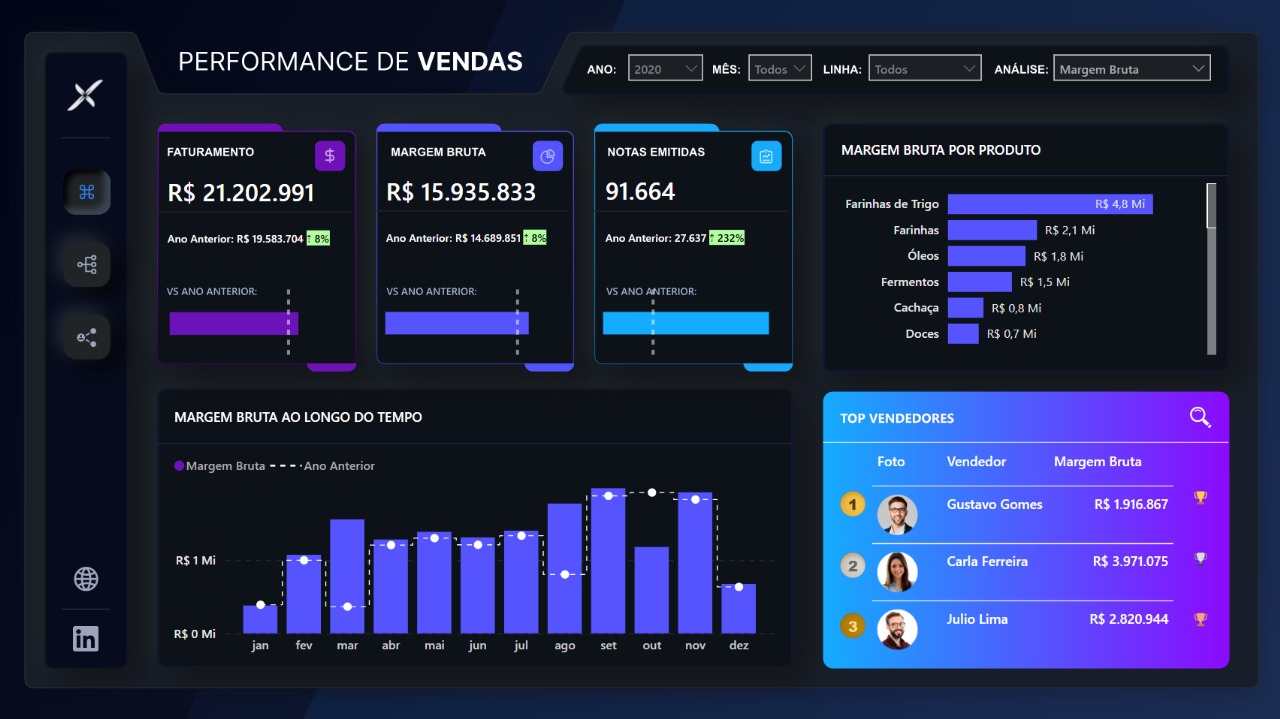 PERFORMANCE DE VENDAS
ANO: 2020 MÊS: Todos LINHA: Todos ANÁLISE: Margem Bruta
FATURAMENTO
$
R$ 21.202.991
Ano Anterior: R$ 19.583.704 ↑ 8%
VS ANO ANTERIOR:
MARGEM BRUTA
R$ 15.935.833
Ano Anterior: R$ 14.689.851 ↑ 8%
VS ANO ANTERIOR:
NOTAS EMITIDAS
91.664
Ano Anterior: 27.637 ↑ 232%
VS ANO ANTERIOR:
MARGEM BRUTA POR PRODUTO
Farinhas de Trigo R$ 4,8 Mi
Farinhas R$ 2,1 Mi
Óleos R$ 1,8 Mi
Fermentos R$ 1,5 Mi
Cachaça R$ 0,8 Mi
Doces R$ 0,7 Mi
MARGEM BRUTA AO LONGO DO TEMPO
Margem Bruta Ano Anterior
R$ 1 Mi
R$ 0 Mi
jan fev mar abr mai jun jul ago set out nov dez
TOP VENDEDORES
Foto Vendedor Margem Bruta
1 Gustavo Gomes R$ 1.916.867
2 Carla Ferreira R$ 3.971.075
3 Julio Lima R$ 2.820.944
in